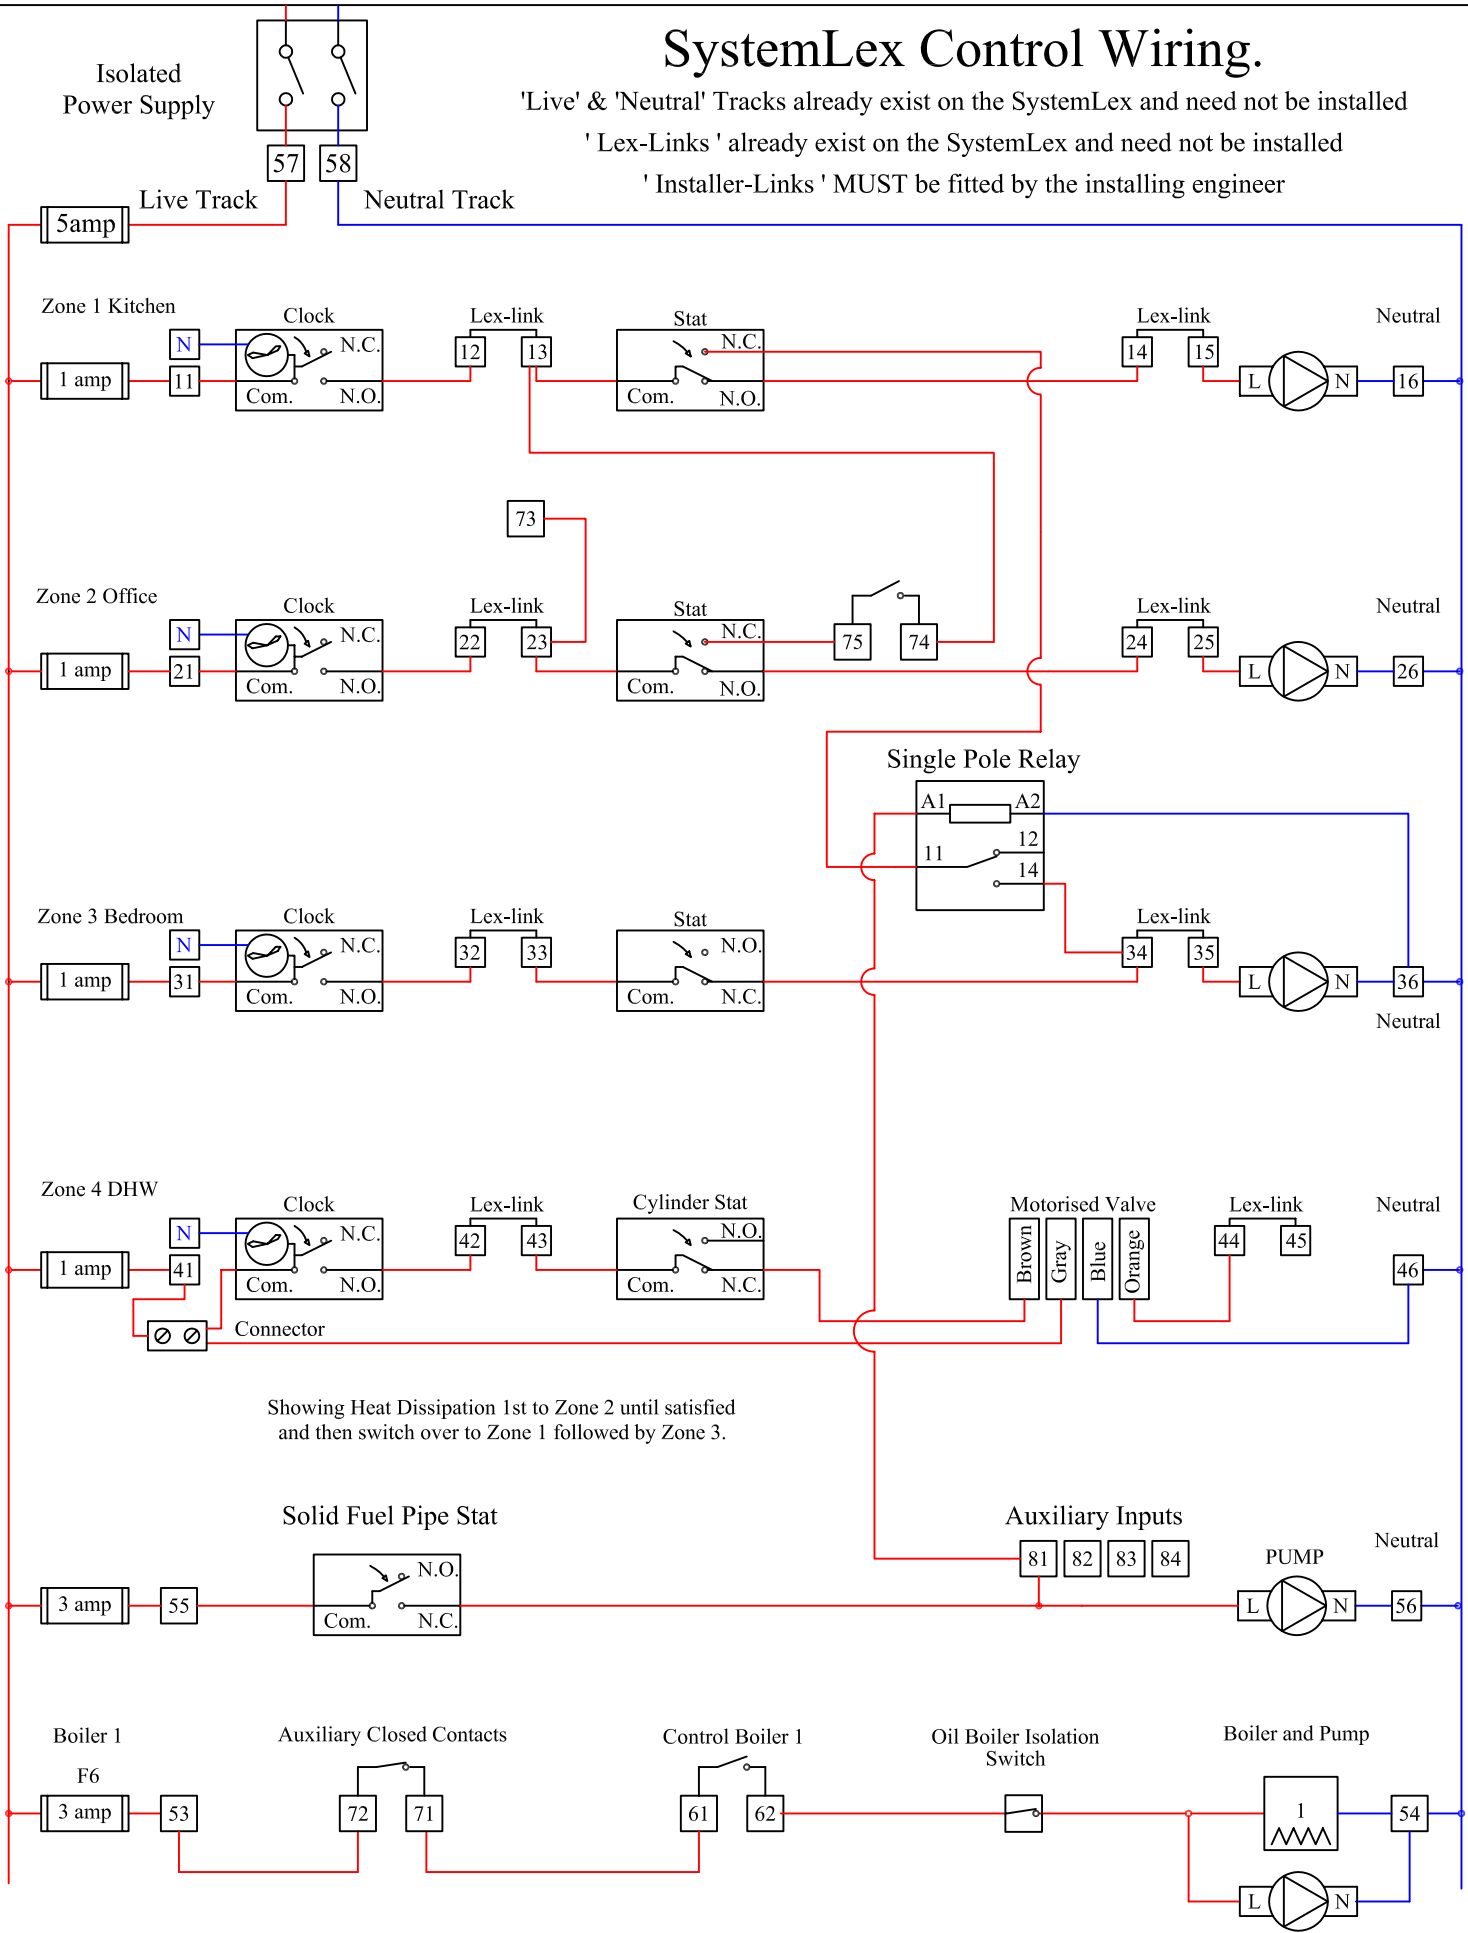 SystemLex Control Wiring.
Isolated
Power Supply
'Live' & 'Neutral' Tracks already exist on the SystemLex and need not be installed
' Lex-Links ' already exist on the SystemLex and need not be installed
' Installer-Links ' MUST be fitted by the installing engineer
57 58
Live Track Neutral Track
5amp
Zone 1 Kitchen Clock Lex-link Stat Lex-link Neutral
N N.C. 12 13 N.C. 14 15
1 amp 11 Com. N.O. Com. N.O. L N 16
73
Zone 2 Office Clock Lex-link Stat Lex-link Neutral
N N.C. 22 23 N.C. 75 74 24 25
1 amp 21 Com. N.O. Com. N.O. L N 26
Single Pole Relay
A1 A2
12
11
14
Zone 3 Bedroom Clock Lex-link Stat Lex-link
N N.C. 32 33 N.O. 34 35
1 amp 31 Com. N.O. Com. N.C. L N 36
Neutral
Zone 4 DHW Clock Lex-link Cylinder Stat Motorised Valve Lex-link Neutral
N N.C. 42 43 N.O. Brown Gray Blue Orange 44 45
1 amp 41 Com. N.O. Com. N.C. 46
Connector
Showing Heat Dissipation 1st to Zone 2 until satisfied
and then switch over to Zone 1 followed by Zone 3.
Solid Fuel Pipe Stat Auxiliary Inputs
Neutral
N.O. 81 82 83 84 PUMP
3 amp 55 Com. N.C. L N 56
Boiler 1 Auxiliary Closed Contacts Control Boiler 1 Oil Boiler Isolation
Switch
Boiler and Pump
F6
3 amp 53 72 71 61 62 1 54
L N